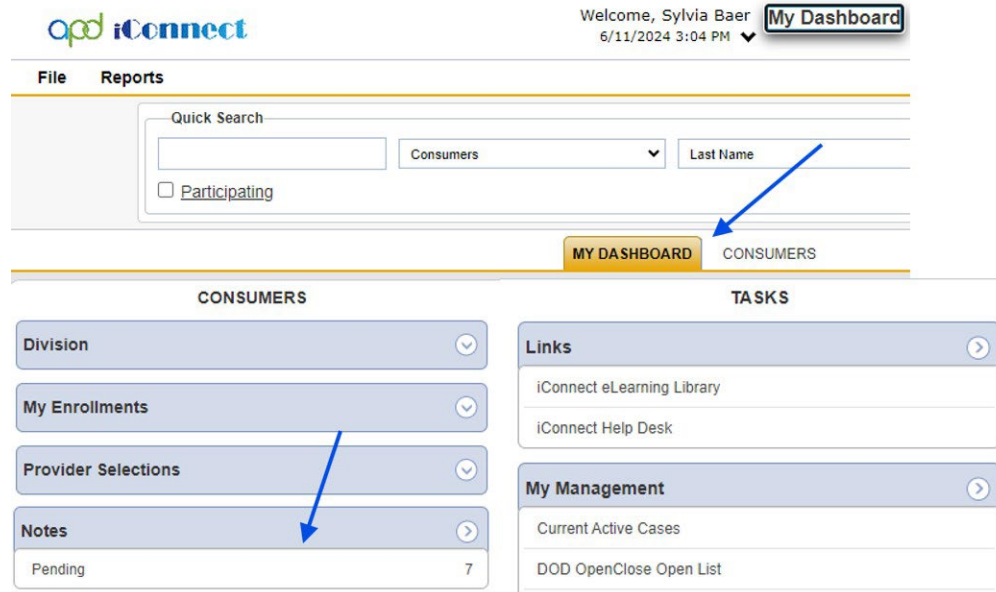 apd iConnect
Welcome, Sylvia Baer
6/11/2024 3:04 PM
My Dashboard
File Reports
Quick Search
Consumers
Last Name
Participating
MY DASHBOARD CONSUMERS
CONSUMERS
Division
My Enrollments
Provider Selections
Notes
Pending 7
TASKS
Links
iConnect eLearning Library
iConnect Help Desk
My Management
Current Active Cases
DOD OpenClose Open List